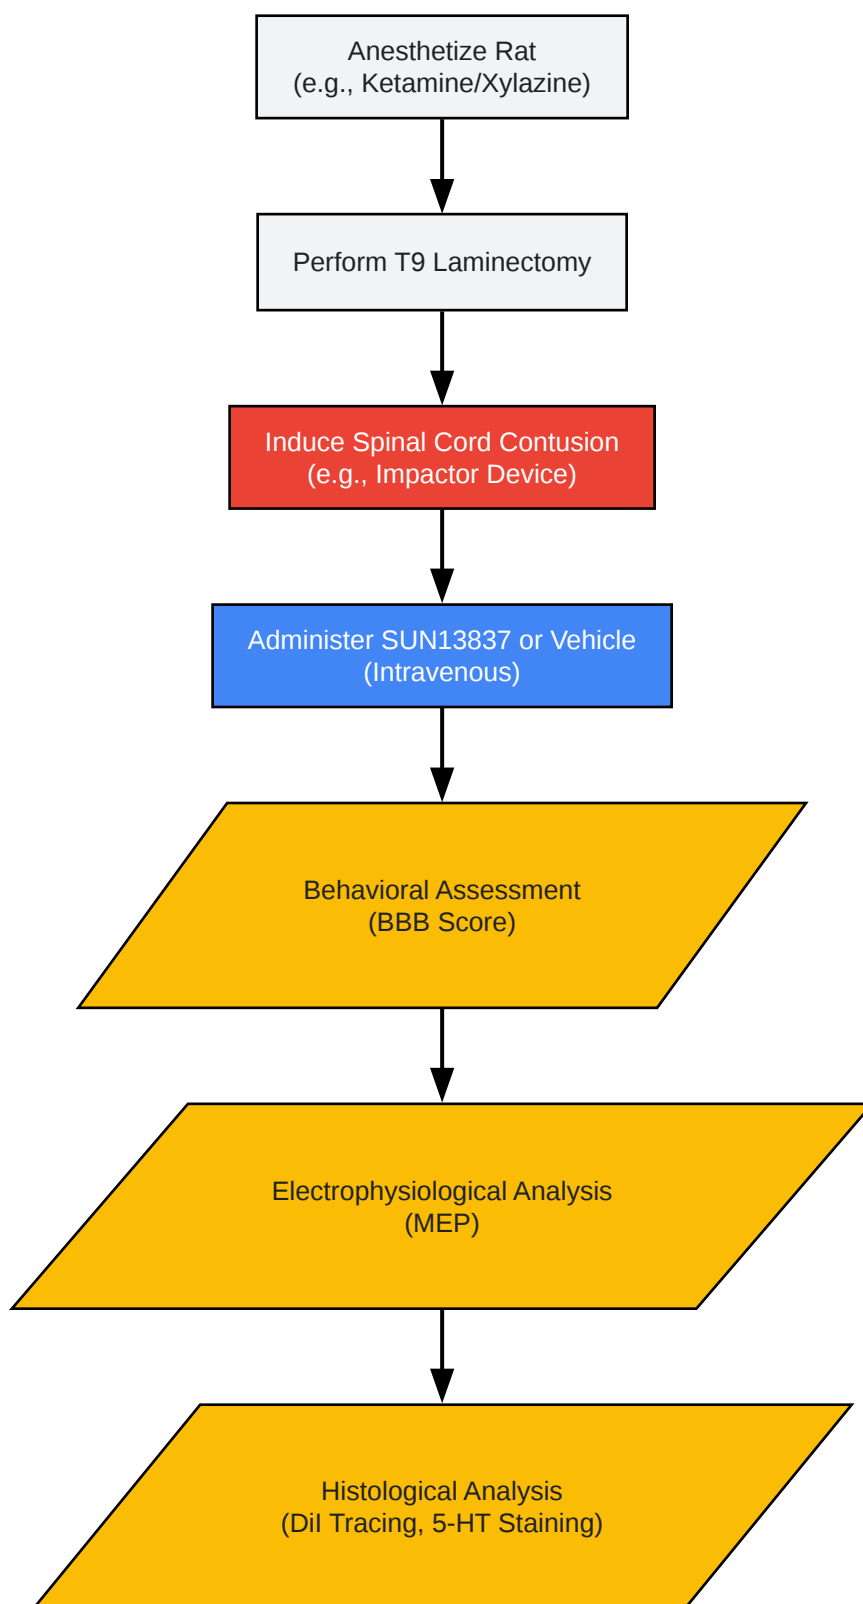 Anesthetize Rat
(e.g., Ketamine/Xylazine)
Perform T9 Laminectomy
Induce Spinal Cord Contusion
(e.g., Impactor Device)
Administer SUN13837 or Vehicle
(Intravenous)
Behavioral Assessment
(BBB Score)
Electrophysiological Analysis
(MEP)
Histological Analysis
(DiI Tracing, 5-HT Staining)